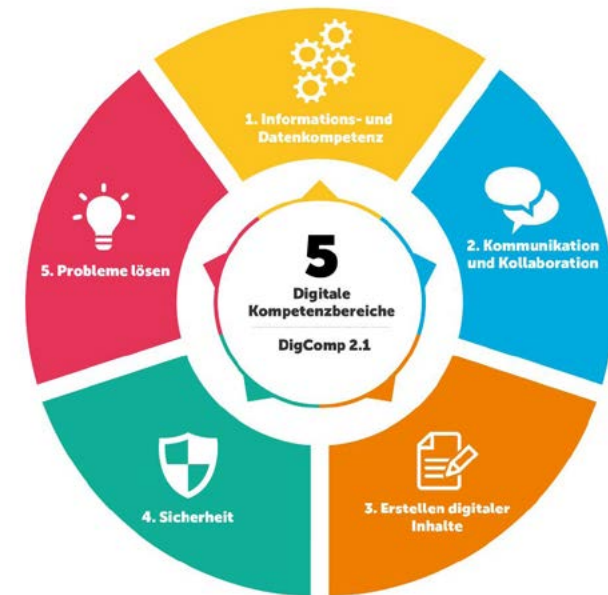 1. Informations- und
Datenkompetenz
2. Kommunikation
und Kollaboration
3. Erstellen digitaler
Inhalte
4. Sicherheit
5. Probleme lösen
5
Digitale
Kompetenzbereiche
DigComp 2.1